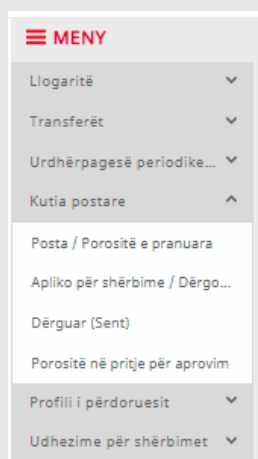 MENY
Llogaritë
Transferët
Urdhërpagesë periodike...
Kutia postare
Posta / Porositë e pranuara
Apliko për shërbime / Dërgo...
Dërguar (Sent)
Porositë në pritje për aprovim
Profili i përdoruesit
Udhezime për shërbimet